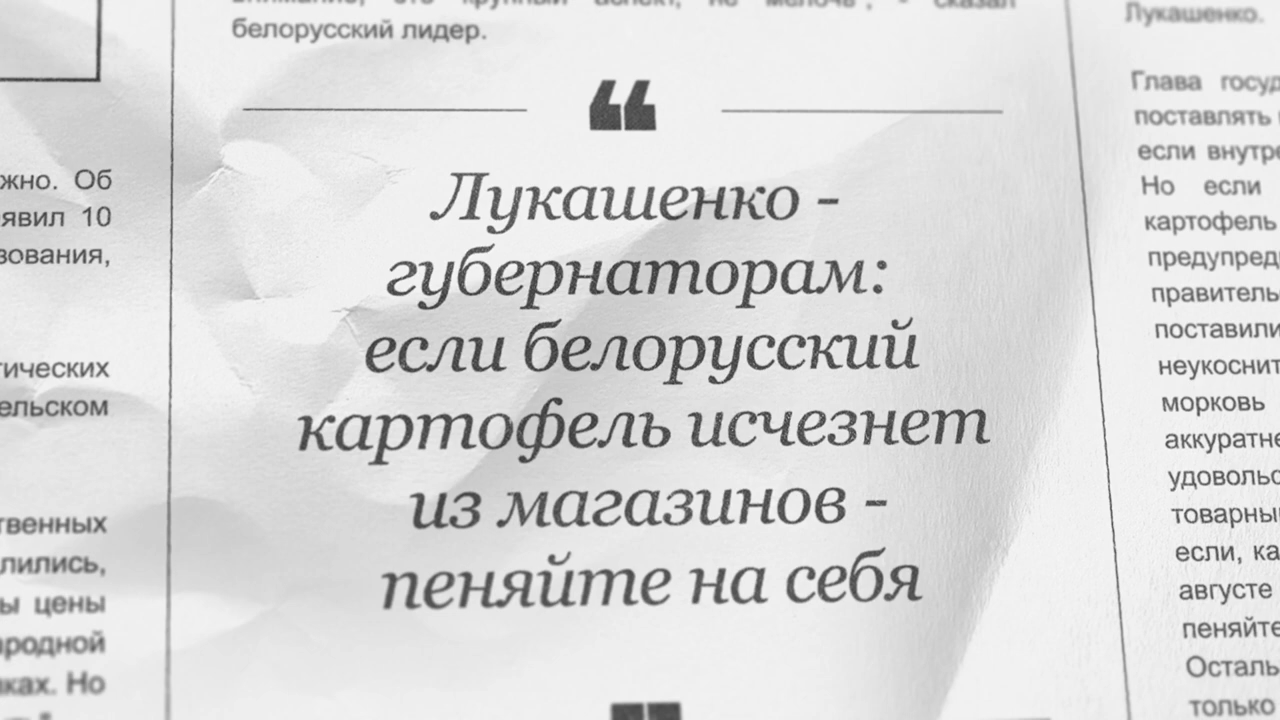 белорусский лидер.
❝
Лукашенко -
губернаторам:
если белорусский
картофель исчезнет
из магазинов -
пеняйте на себя
жно. Об
явил 10
зования,
тических
ельском
твенных
лились,
ы цены
ародной
ках. Но
Лукашенко.
Глава госуд
поставлять
если внутре
Но если
картофель
предупред
правитель
поставили
неукоснит
морковь
аккуратне
удовольс
товарны
если, ка
августе
пеняйте
Осталь
только